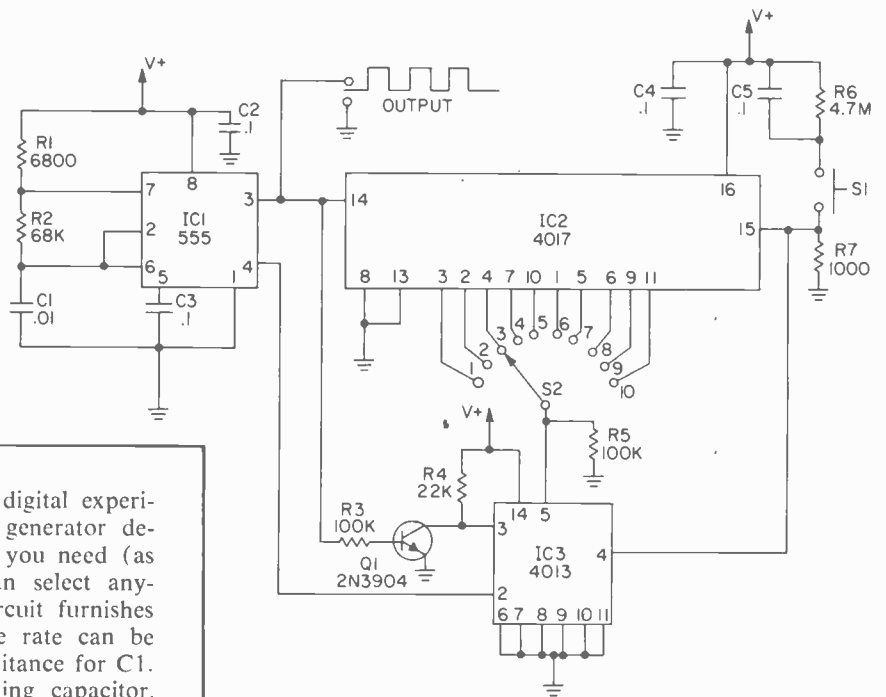 V+
V+
C2
.1
OUTPUT
C4
.1
C5
.1
R6
4.7M
R1
6800
7
8
3
14
16
S1
IC1
555
IC2
4017
R2
68K
2
15
6
5
1
4
R7
1000
C1
.01
C3
.1
8
13
3
2
4
7
10
1
5
6
9
11
1
2
3
4
5
6
7
8
9
10
S2
V+
R5
100K
R4
22K
14
5
R3
100K
3
IC3
4013
4
Q1
2N3904
2
6
7
8
9
10
11
digital experi-
generator de-
you need (as
n select any-
rcuit furnishes
e rate can be
citance for C1.
ing capacitor.